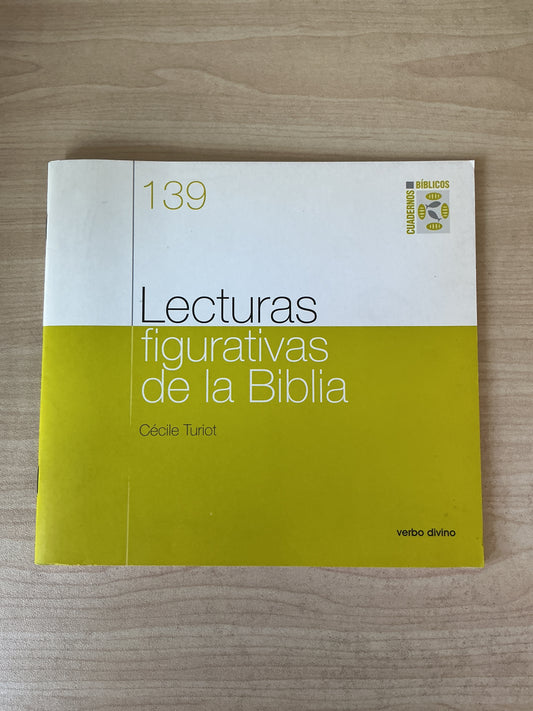 139
CUADERNOS
BÍBLICOS
Lecturas
figurativas
de la Biblia
Cécile Turiot
verbo divino